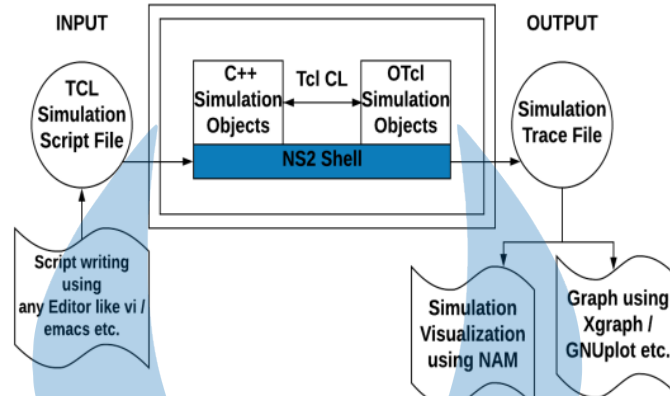 INPUT
OUTPUT
TCL
Simulation
Script File
C++
Simulation
Objects
Tcl CL
OTcl
Simulation
Objects
NS2 Shell
Simulation
Trace File
Script writing
using
any Editor like vi /
emacs etc.
Simulation
Visualization
using NAM
Graph using
Xgraph /
GNUplot etc.